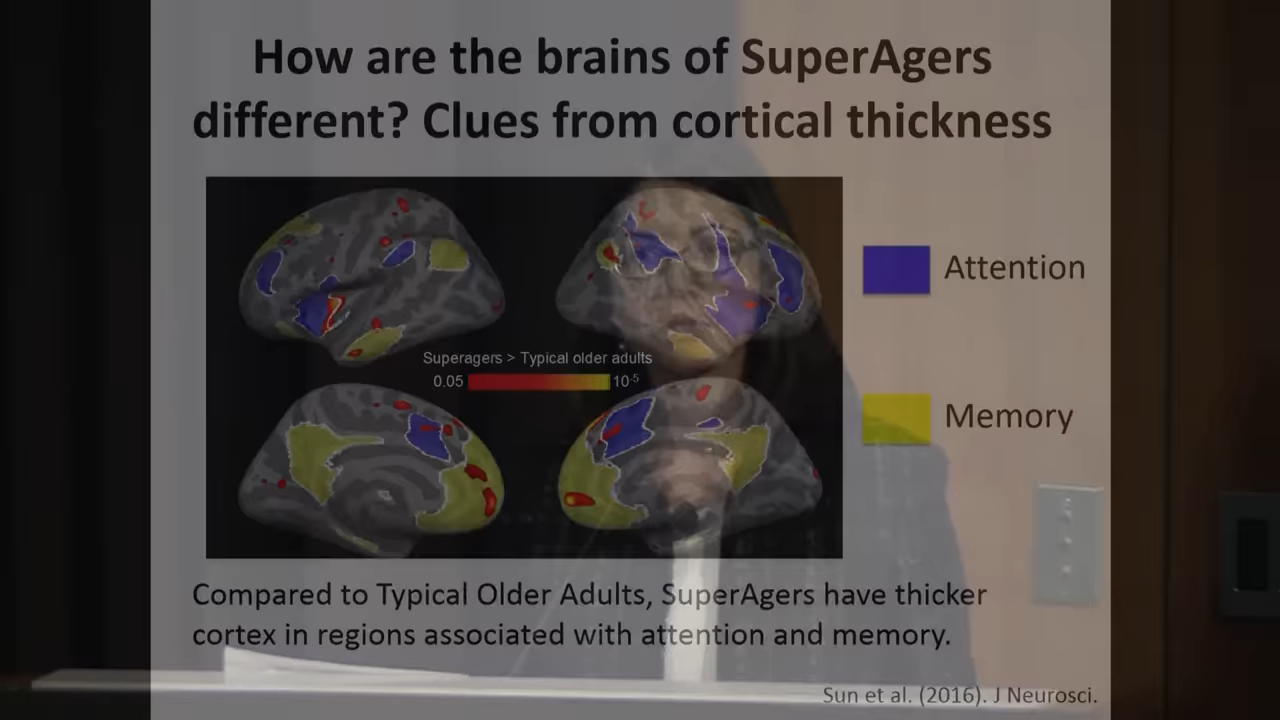 How are the brains of SuperAgers
different? Clues from cortical thickness
Attention
Superagers > Typical older adults
0.05 10-5
Memory
Compared to Typical Older Adults, SuperAgers have thicker
cortex in regions associated with attention and memory.
Sun et al. (2016). J Neurosci.